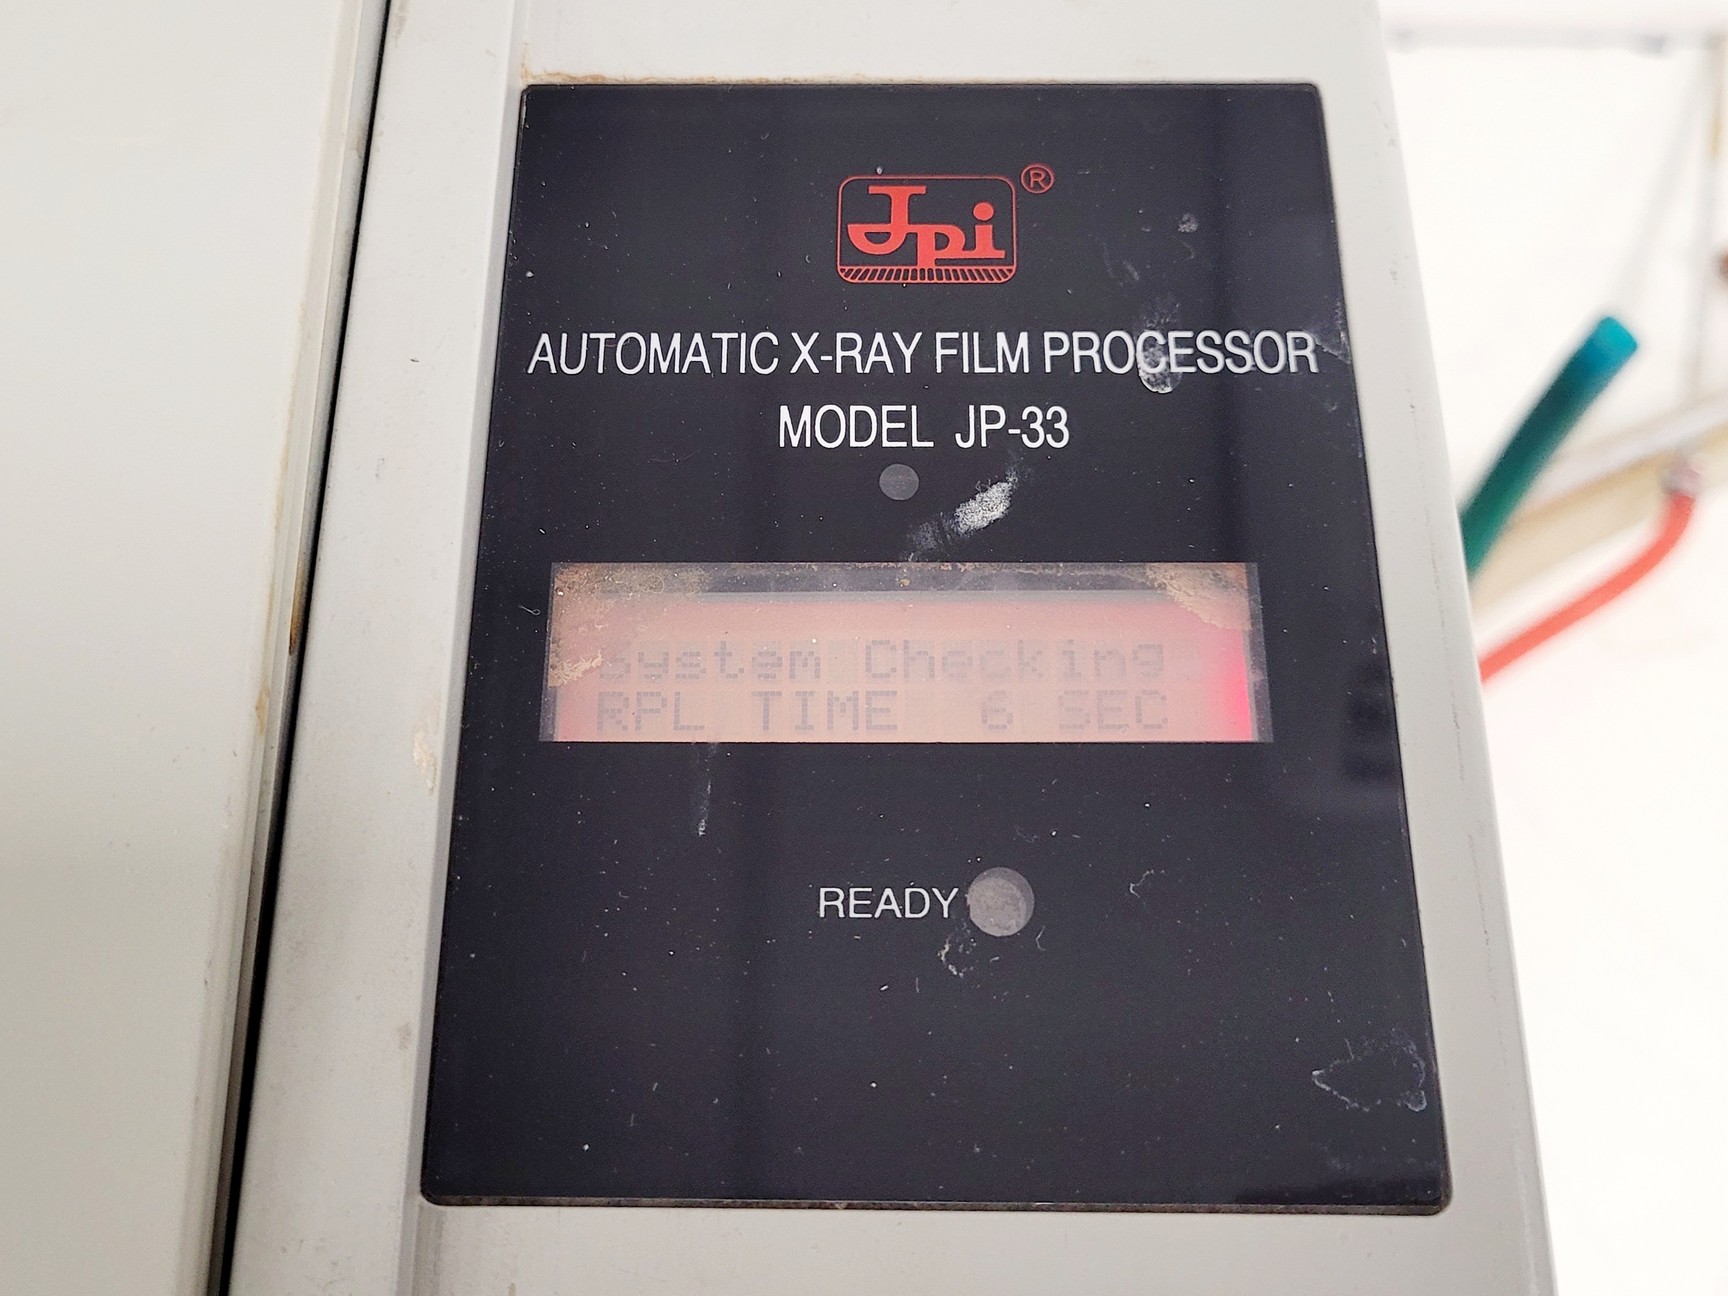 Jpi ®
AUTOMATIC X-RAY FILM PROCESSOR
MODEL JP-33
System Checking
RPL TIME 6 SEC
READY